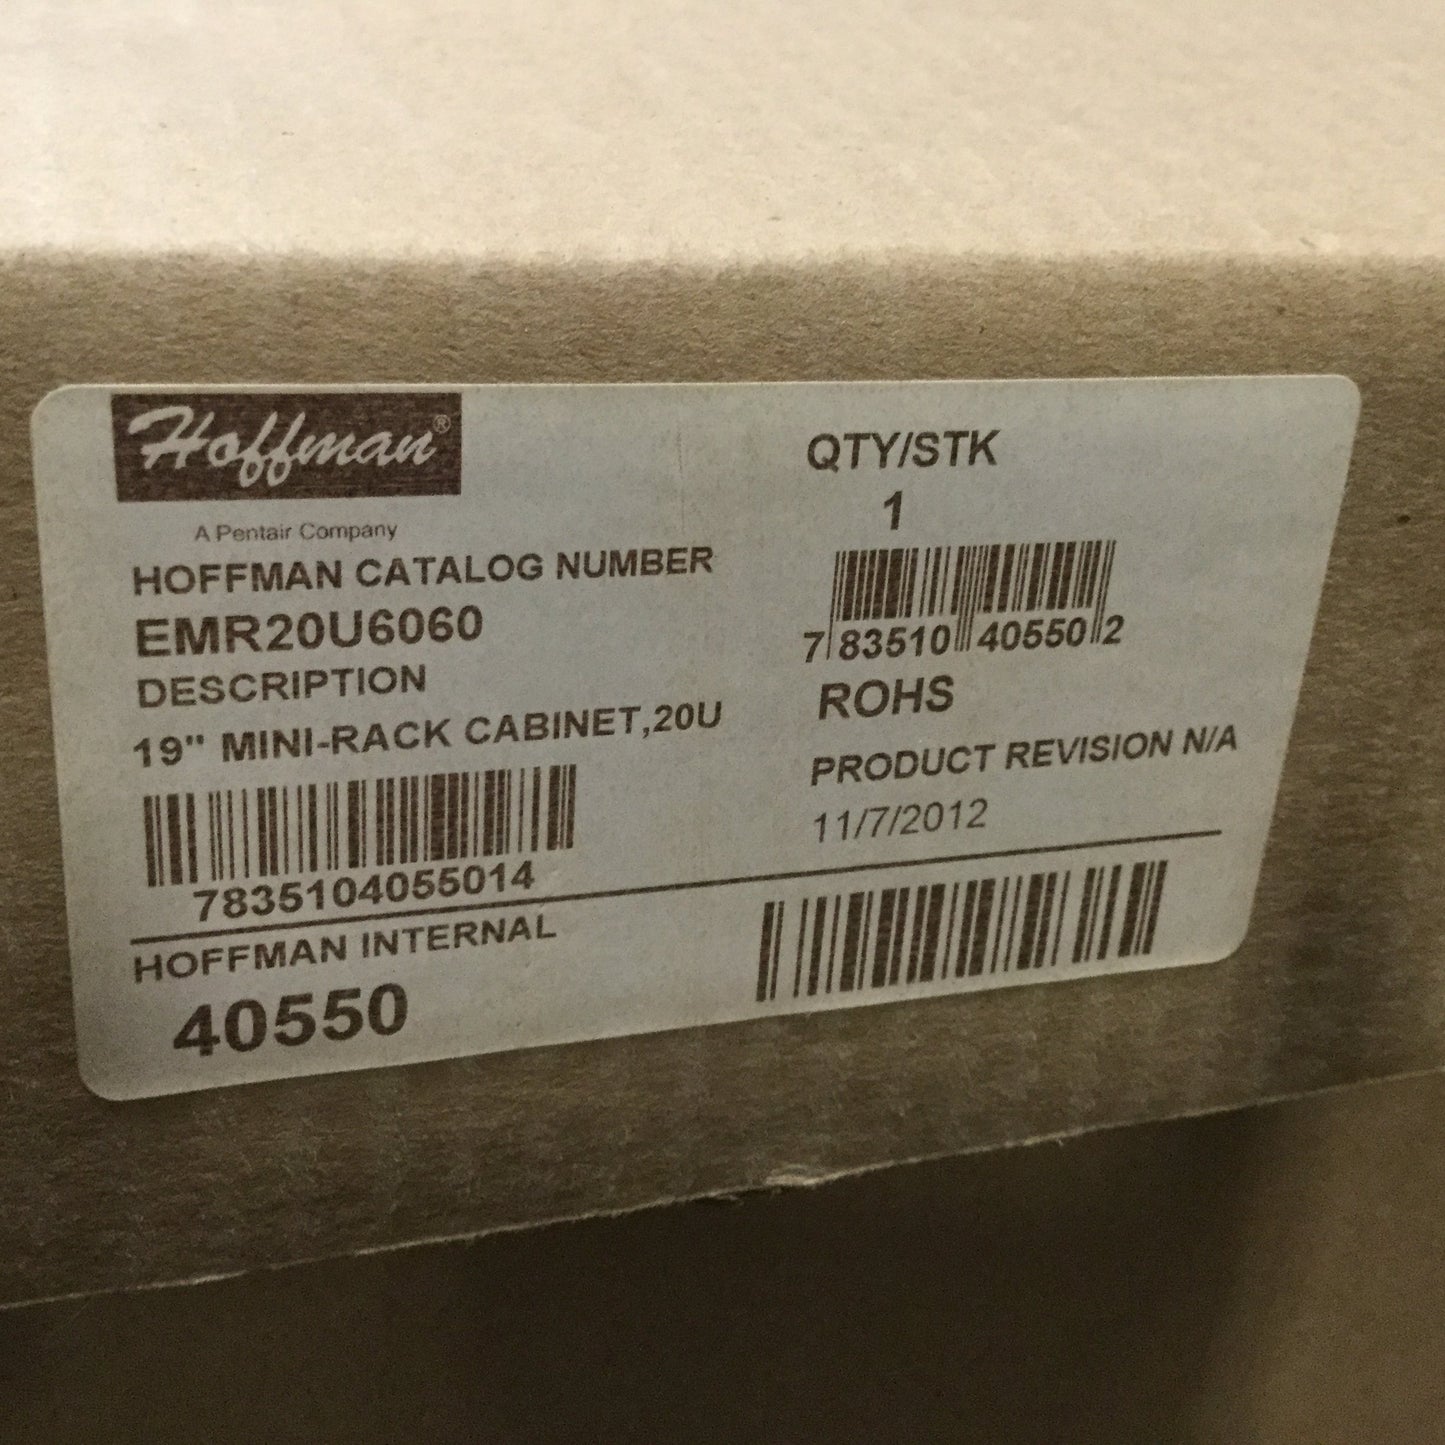 Hoffman®
A Pentair Company
HOFFMAN CATALOG NUMBER
EMR20U6060
DESCRIPTION
19" MINI-RACK CABINET,20U
7835104055014
QTY/STK
1
7 83510 40550 2
ROHS
PRODUCT REVISION N/A
11/7/2012
HOFFMAN INTERNAL
40550